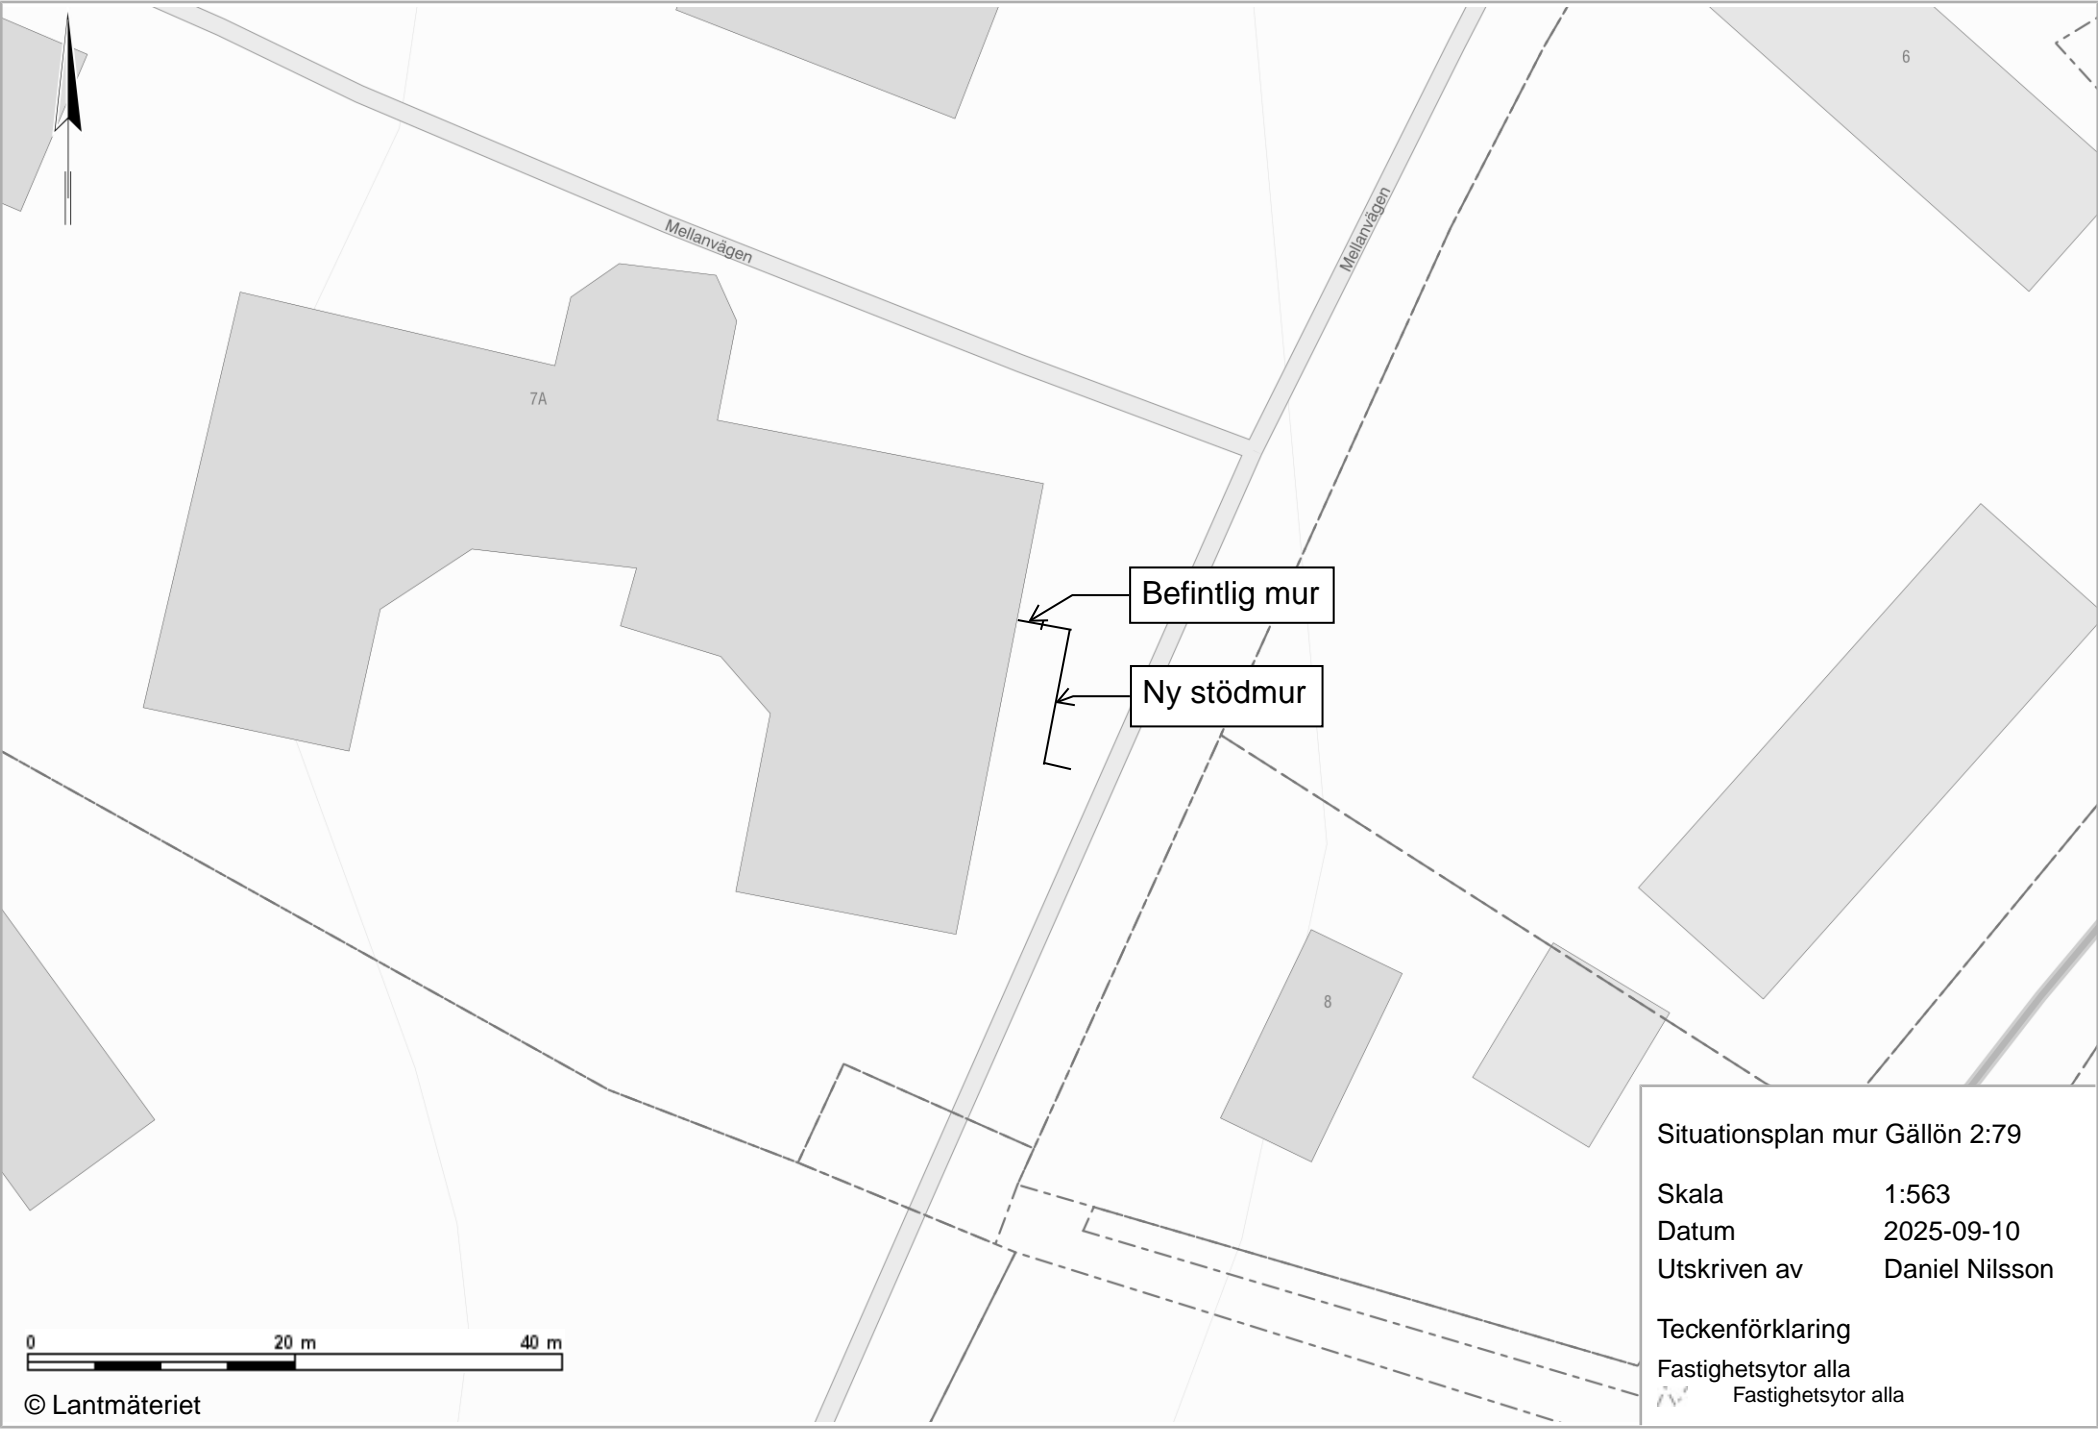 6
Mellanvägen
Mellanvägen
7A
Befintlig mur
Ny stödmur
8
Situationsplan mur Gällön 2:79
Skala 1:563
Datum 2025-09-10
Utskriven av Daniel Nilsson
Teckenförklaring
Fastighetsytor alla
Fastighetsytor alla
0 20 m 40 m
© Lantmäteriet